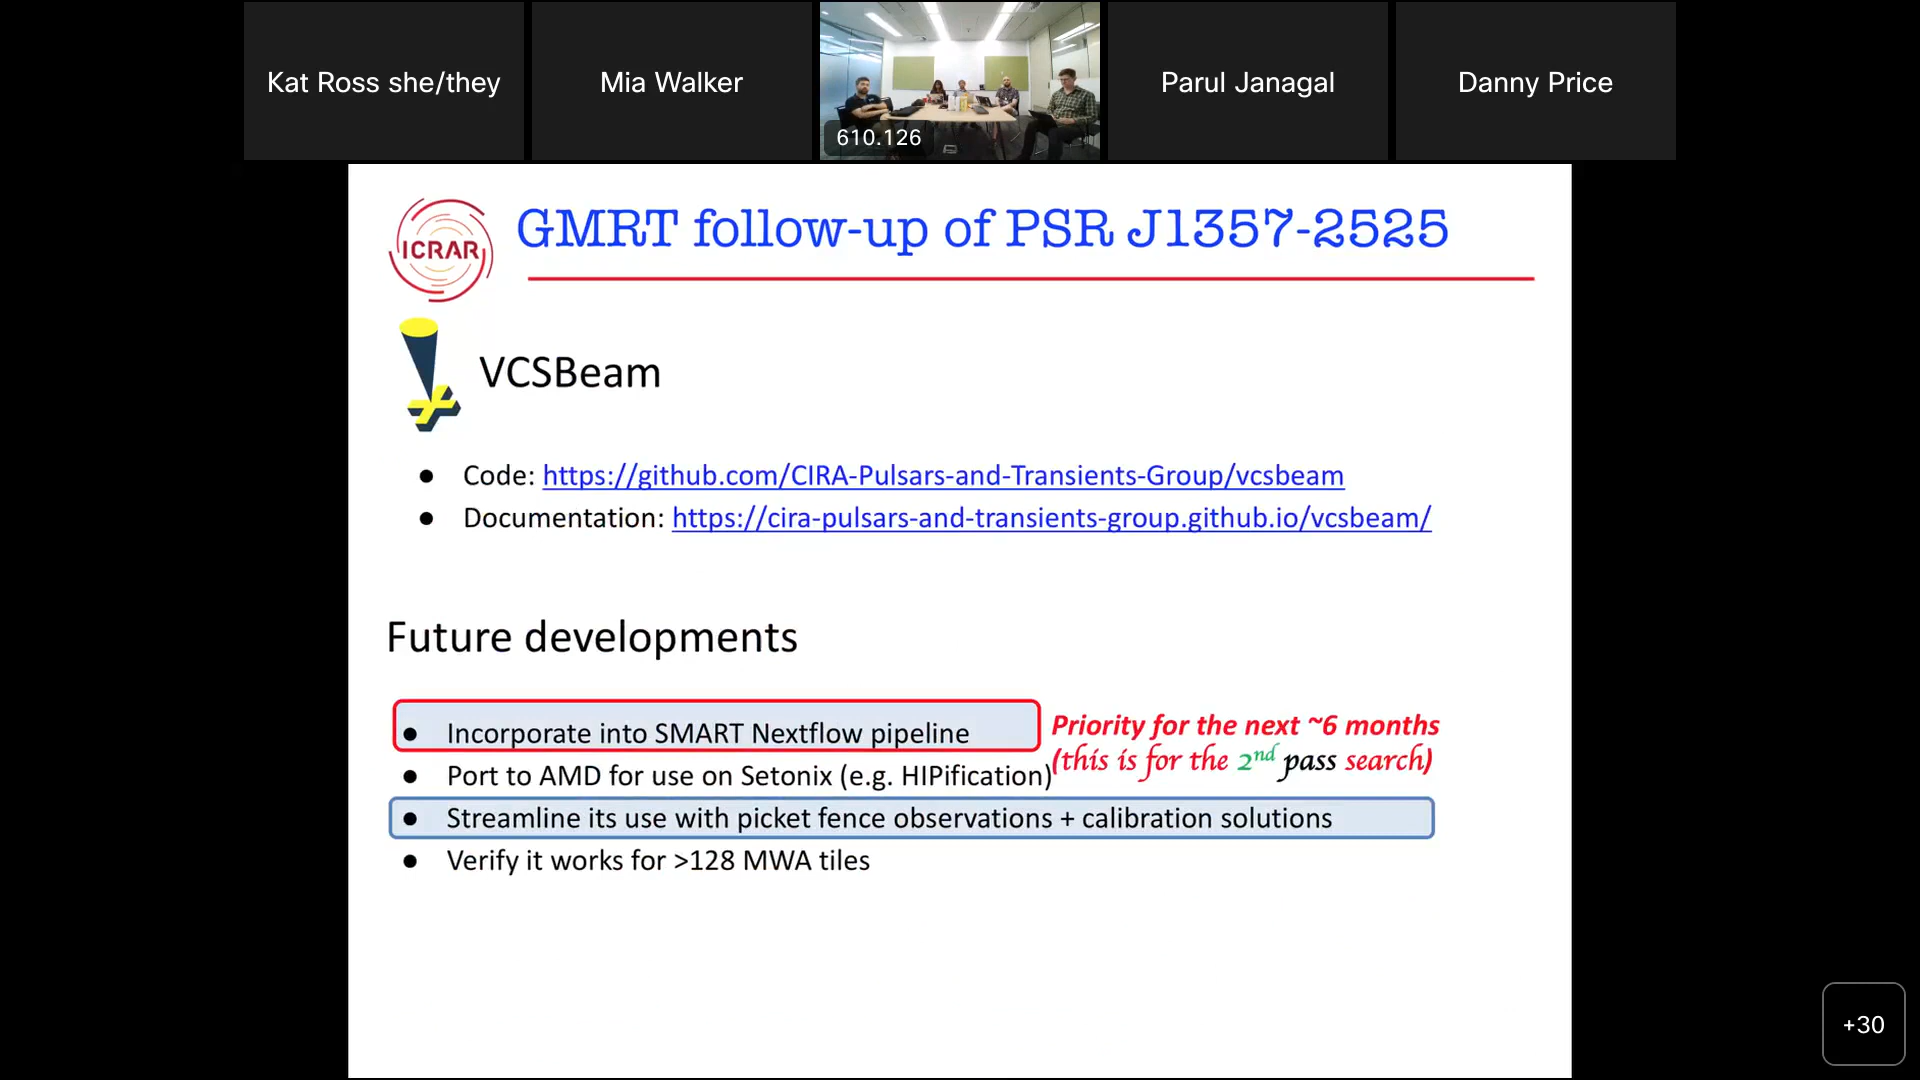 Kat Ross she/they
Mia Walker
610.126
Parul Janagal
Danny Price
ICRAR
GMRT follow-up of PSR J1357-2525
VCSBeam
● Code: https://github.com/CIRA-Pulsars-and-Transients-Group/vcsbeam
● Documentation: https://cira-pulsars-and-transients-group.github.io/vcsbeam/
Future developments
● Incorporate into SMART Nextflow pipeline
Priority for the next ~6 months
(this is for the 2nd pass search)
● Port to AMD for use on Setonix (e.g. HIPification)
● Streamline its use with picket fence observations + calibration solutions
● Verify it works for >128 MWA tiles
+30